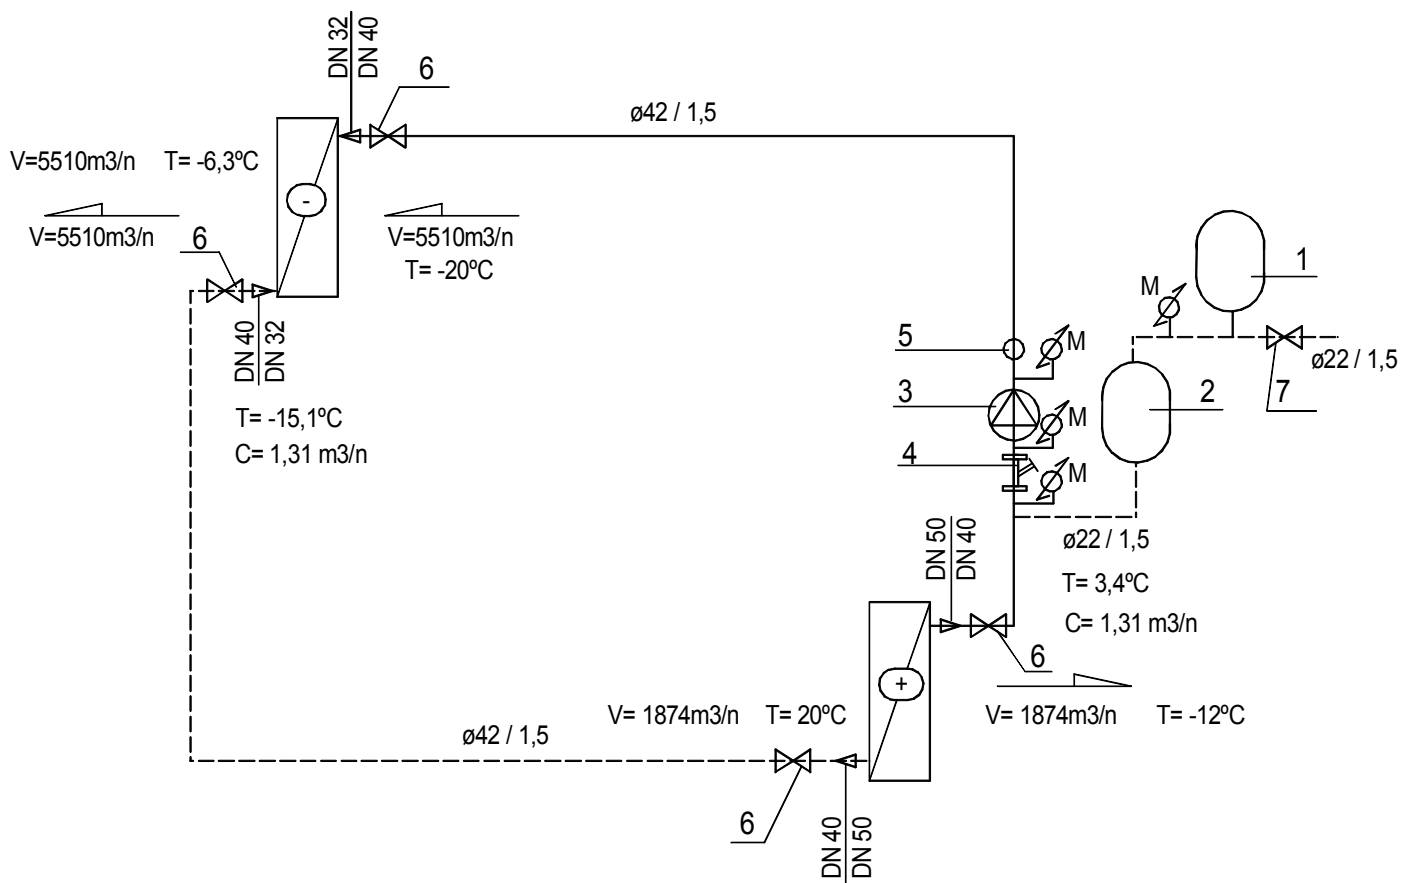 DN 32
DN 40
6
ø42 / 1,5
V=5510m3/n T= -6,3ºC
-
V=5510m3/n
6
V=5510m3/n
T= -20ºC
1
M
5
M
ø22 / 1,5
DN 40
DN 32
3
2
7
T= -15,1ºC
M
C= 1,31 m3/n
4
M
DN 50
DN 40
ø22 / 1,5
T= 3,4ºC
C= 1,31 m3/n
6
+
V= 1874m3/n T= 20ºC
V= 1874m3/n T= -12ºC
ø42 / 1,5
6
DN 40
DN 50